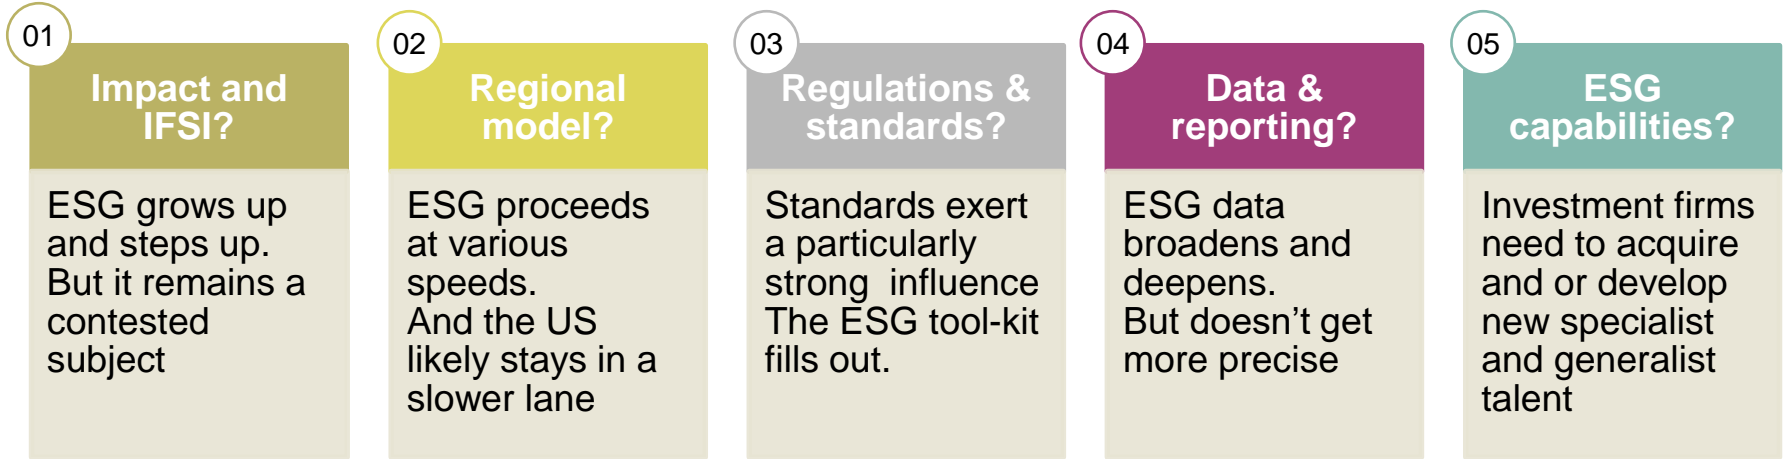 01
Impact and
IFSI?
ESG grows up
and steps up.
But it remains a
contested
subject
02
Regional
model?
ESG proceeds
at various
speeds.
And the US
likely stays in a
slower lane
03
Regulations &
standards?
Standards exert
a particularly
strong  influence
The ESG tool-kit
fills out.
04
Data &
reporting?
ESG data
broadens and
deepens.
But doesn’t get
more precise
05
ESG
capabilities?
Investment firms
need to acquire
and or develop
new specialist
and generalist
talent